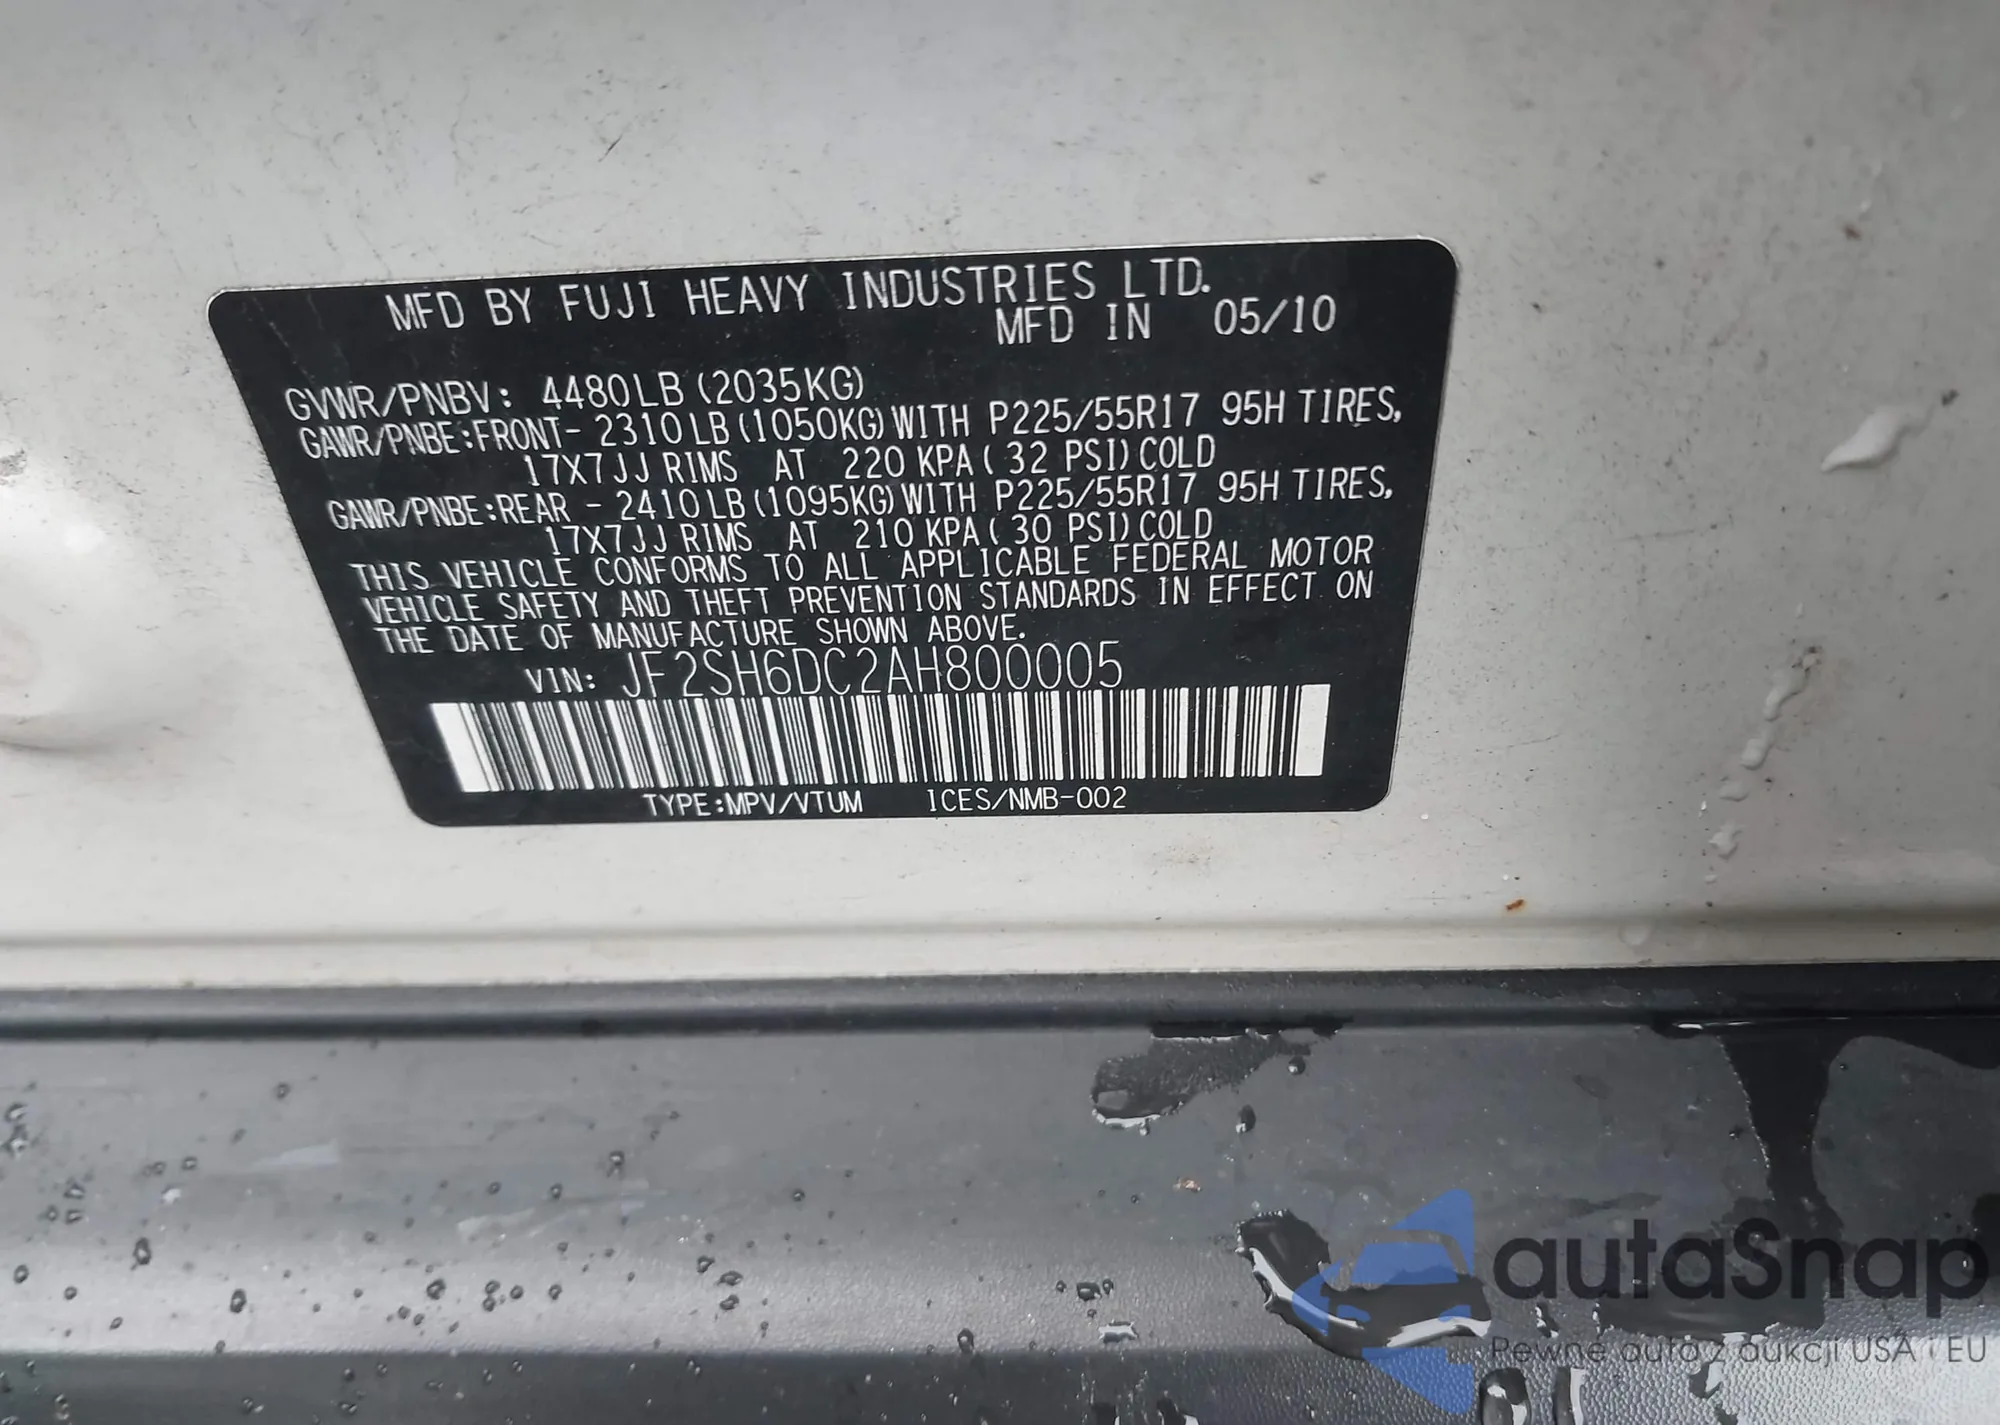 MFD BY FUJI HEAVY INDUSTRIES LTD.
MFD IN 05/10
GVWR/PNBV: 4480LB (2035KG)
GAWR/PNBE:FRONT- 2310LB (1050KG) WITH P225/55R17 95H TIRES,
17X7JJ RIMS AT 220 KPA ( 32 PSI) COLD
GAWR/PNBE:REAR - 2410LB (1095KG) WITH P225/55R17 95H TIRES,
17X7JJ RIMS AT 210 KPA ( 30 PSI) COLD
THIS VEHICLE CONFORMS TO ALL APPLICABLE FEDERAL MOTOR
VEHICLE SAFETY AND THEFT PREVENTION STANDARDS IN EFFECT ON
THE DATE OF MANUFACTURE SHOWN ABOVE.
VIN: JF2SH6DC2AH800005
TYPE:MPV/VTUM ICES/NMB-002
autaSnap
Pewne auta z aukcji USA i EU